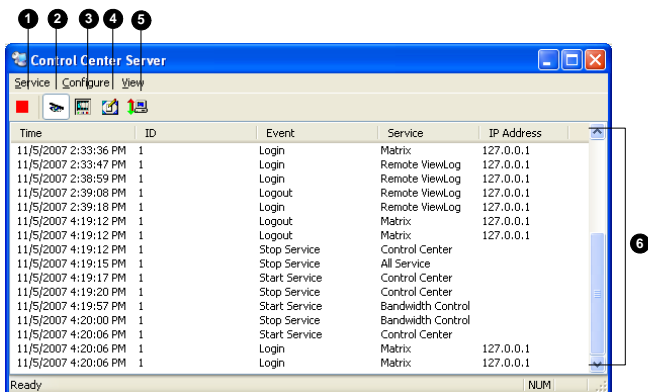 1 2 3 4 5
Control Center Server
Service Configure View
Time ID Event Service IP Address
11/5/2007 2:33:36 PM 1 Login Matrix 127.0.0.1
11/5/2007 2:33:47 PM 1 Login Remote ViewLog 127.0.0.1
11/5/2007 2:38:59 PM 1 Login Remote ViewLog 127.0.0.1
11/5/2007 2:39:08 PM 1 Logout Remote ViewLog 127.0.0.1
11/5/2007 2:39:18 PM 1 Login Remote ViewLog 127.0.0.1
11/5/2007 4:19:12 PM 1 Logout Matrix 127.0.0.1
11/5/2007 4:19:12 PM 1 Logout Matrix 127.0.0.1
11/5/2007 4:19:12 PM 1 Stop Service Control Center
11/5/2007 4:19:15 PM 1 Stop Service All Service
11/5/2007 4:19:17 PM 1 Start Service Control Center
11/5/2007 4:19:20 PM 1 Stop Service Control Center
11/5/2007 4:19:57 PM 1 Start Service Bandwidth Control
11/5/2007 4:20:00 PM 1 Stop Service Bandwidth Control
11/5/2007 4:20:06 PM 1 Start Service Control Center
11/5/2007 4:20:06 PM 1 Login Matrix 127.0.0.1
11/5/2007 4:20:06 PM 1 Login Matrix 127.0.0.1
6
Ready NUM